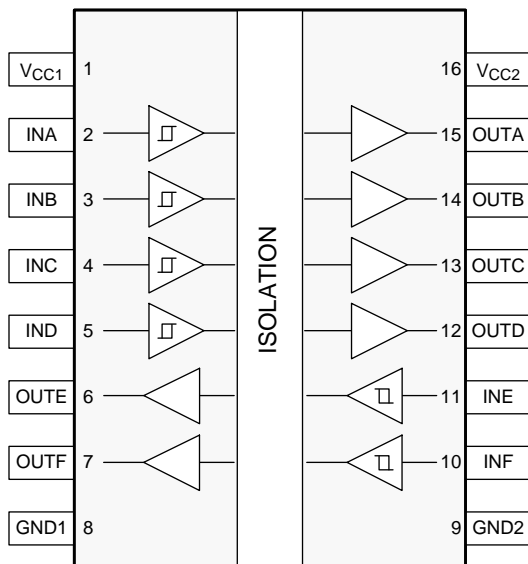 VCC1 1 16 VCC2
INA 2 15 OUTA
INB 3 14 OUTB
INC 4 13 OUTC
IND 5 12 OUTD
OUTE 6 11 INE
OUTF 7 10 INF
GND1 8 9 GND2
ISOLATION